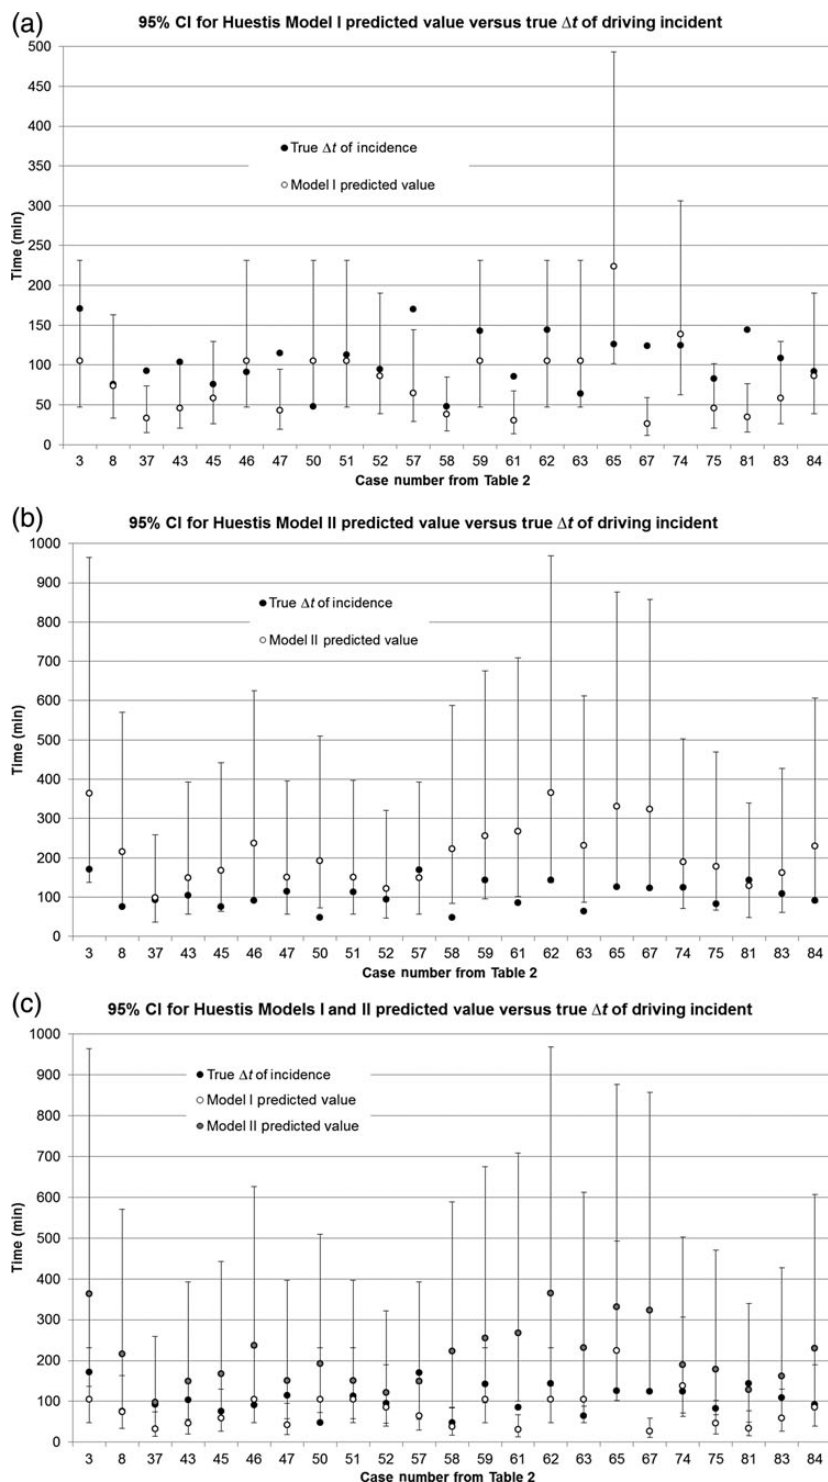 (a)
95% CI for Huestis Model I predicted value versus true Δt of driving incident
500
450
400
350
300
250
200
150
100
50
0
Time (min)
True Δt of incidence
Model I predicted value
3 8 37 43 45 46 47 50 51 52 57 58 59 61 62 63 65 67 74 75 81 83 84
Case number from Table 2
(b)
95% CI for Huestis Model II predicted value versus true Δt of driving incident
1000
900
800
700
600
500
400
300
200
100
0
Time (min)
True Δt of incidence
Model II predicted value
3 8 37 43 45 46 47 50 51 52 57 58 59 61 62 63 65 67 74 75 81 83 84
Case number from Table 2
(c)
95% CI for Huestis Models I and II predicted value versus true Δt of driving incident
1000
900
800
700
600
500
400
300
200
100
0
Time (min)
True Δt of incidence
Model I predicted value
Model II predicted value
3 8 37 43 45 46 47 50 51 52 57 58 59 61 62 63 65 67 74 75 81 83 84
Case number from Table 2